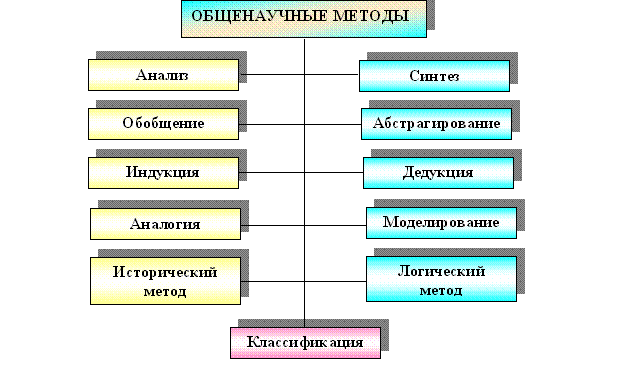 ОБЩЕНАУЧНЫЕ МЕТОДЫ
Анализ
Синтез
Обобщение
Абстрагирование
Индукция
Дедукция
Аналогия
Моделирование
Исторический
метод
Логический
метод
Классификация